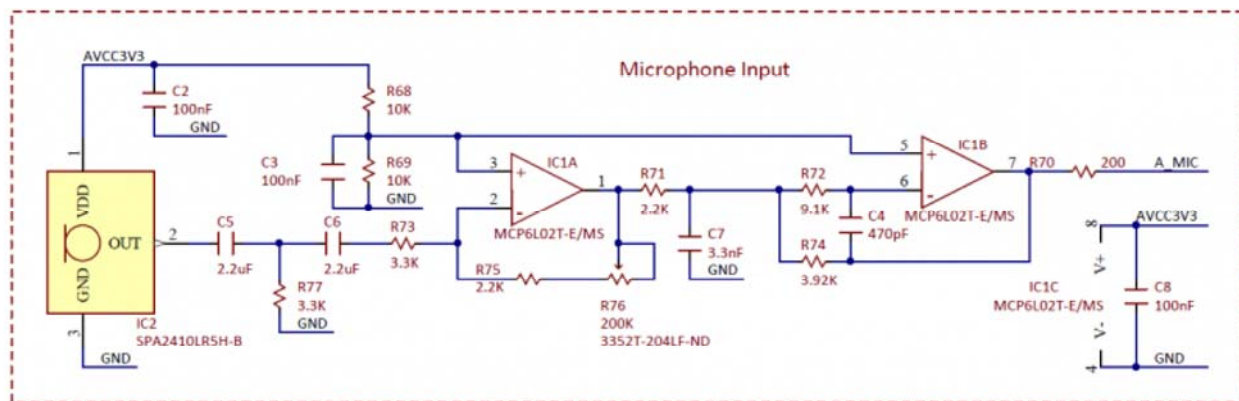 Microphone Input
AVCC3V3
C2
100nF
GND
R68
10K
C3
100nF
R69
10K
GND
1
VDD
OUT
GND
2
3
IC2
SPA2410LR5H-B
GND
C5
2.2uF
R77
3.3K
GND
C6
2.2uF
R73
3.3K
3
+
2
-
1
IC1A
MCP6L02T-E/MS
R75
2.2K
R76
200K
3352T-204LF-ND
R71
2.2K
C7
3.3nF
GND
R72
9.1K
C4
470pF
R74
3.92K
5
+
6
-
7
IC1B
MCP6L02T-E/MS
R70
200
A_MIC
AVCC3V3
8
V+
IC1C
MCP6L02T-E/MS
C8
100nF
V-
4
GND